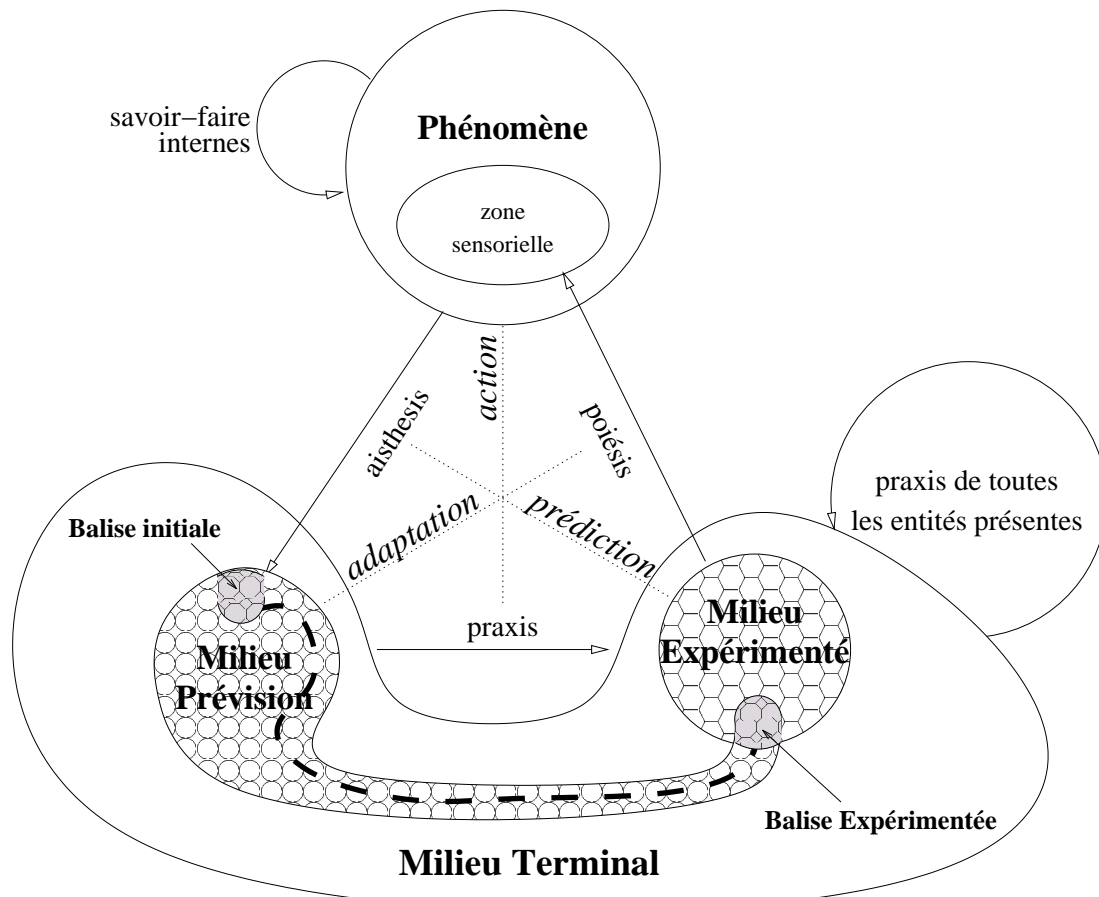 savoir−faire
internes
Phénomène
zone
sensorielle
action
aisthesis
poiésis
adaptation
prédiction
praxis de toutes
les entités présentes
Balise initiale
praxis
Milieu
Prévision
Milieu
Expérimenté
Balise Expérimentée
Milieu Terminal